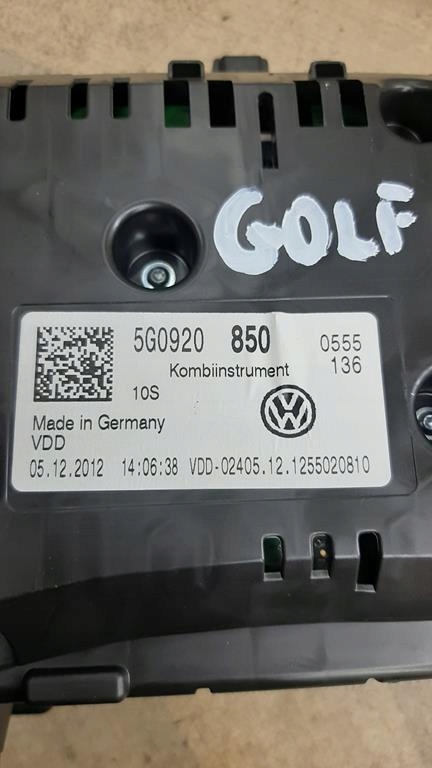 GOLF
5G0920 850 0555
Kombiinstrument 136
10S
Made in Germany
VDD
05.12.2012 14:06:38 VDD-02405.12.1255020810